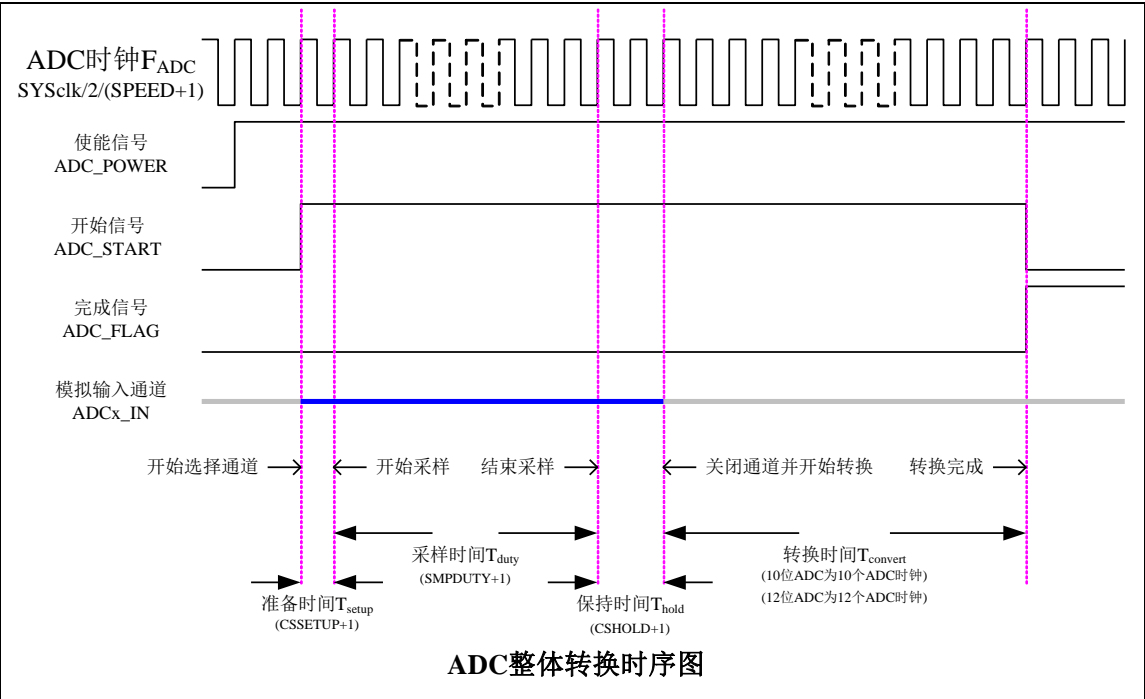 ADC时钟FADC
SYSclk/2/(SPEED+1)
使能信号
ADC_POWER
开始信号
ADC_START
完成信号
ADC_FLAG
模拟输入通道
ADCx_IN
开始选择通道 开始采样 结束采样 关闭通道并开始转换 转换完成
采样时间Tduty
(SMPDUTY+1)
转换时间Tconvert
(10位ADC为10个ADC时钟)
(12位ADC为12个ADC时钟)
准备时间Tsetup
(CSSETUP+1)
保持时间Thold
(CSHOLD+1)
ADC整体转换时序图